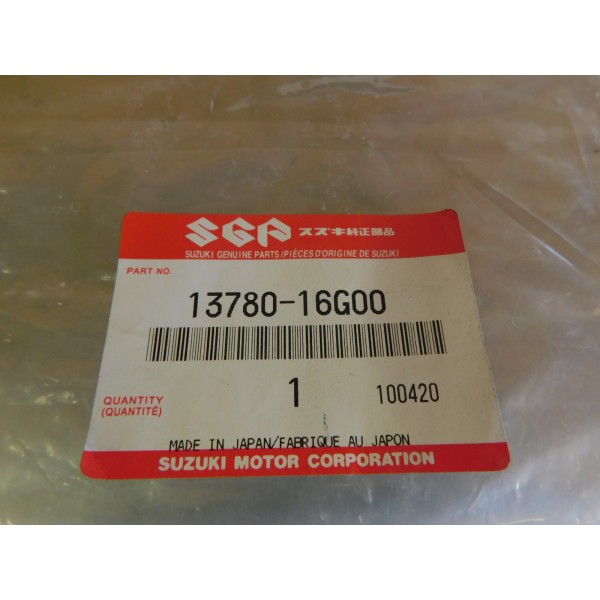 SGP スズキ純正部品
SUZUKI GENUINE PARTS/PIÈCES D'ORIGINE DE SUZUKI
PART NO.
13780-16G00
QUANTITY 1 100420
(QUANTITÉ)
MADE IN JAPAN/FABRIQUE AU JAPON
SUZUKI MOTOR CORPORATION